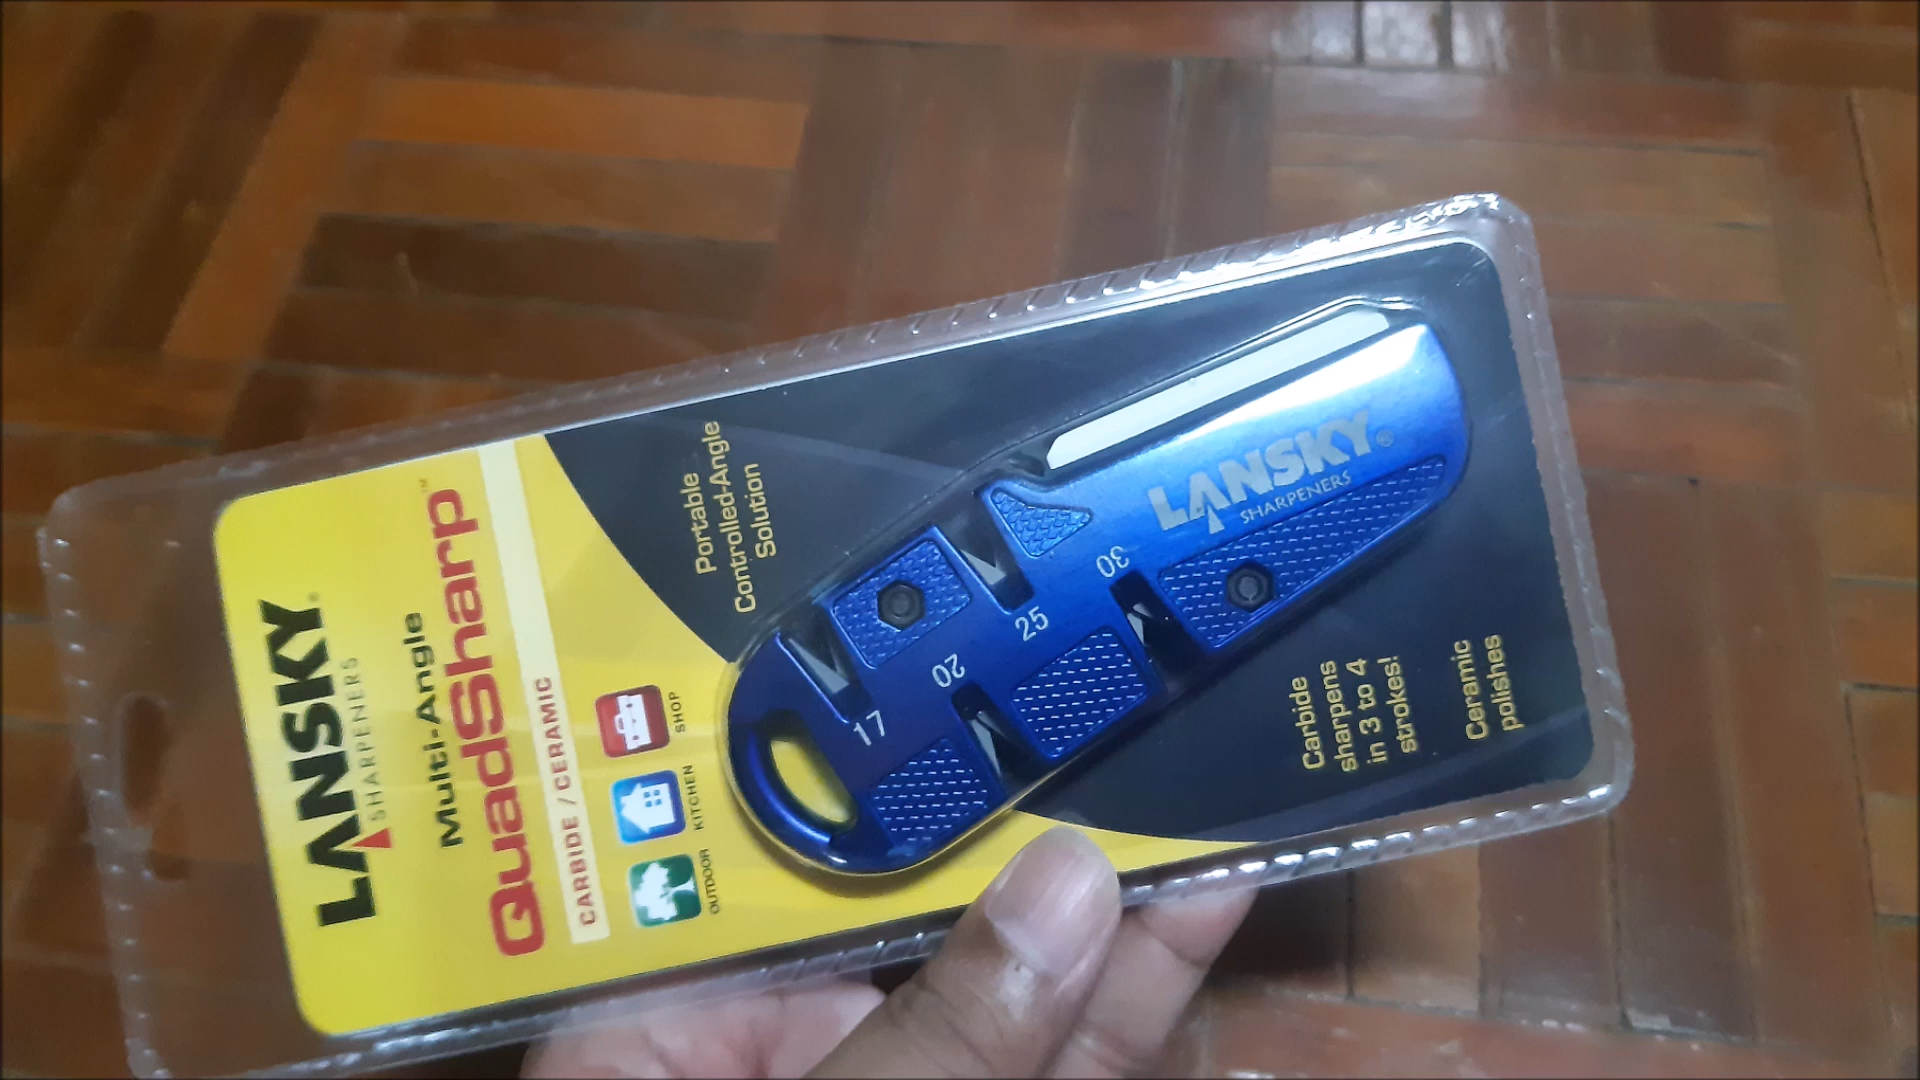 LANSKY®
SHARPENERS
Multi-Angle
QuadSharp™
CARBIDE / CERAMIC
OUTDOOR
KITCHEN
SHOP
Portable
Controlled-Angle
Solution
17
20
25
30
LANSKY®
SHARPENERS
Carbide
sharpens
in 3 to 4
strokes!
Ceramic
polishes